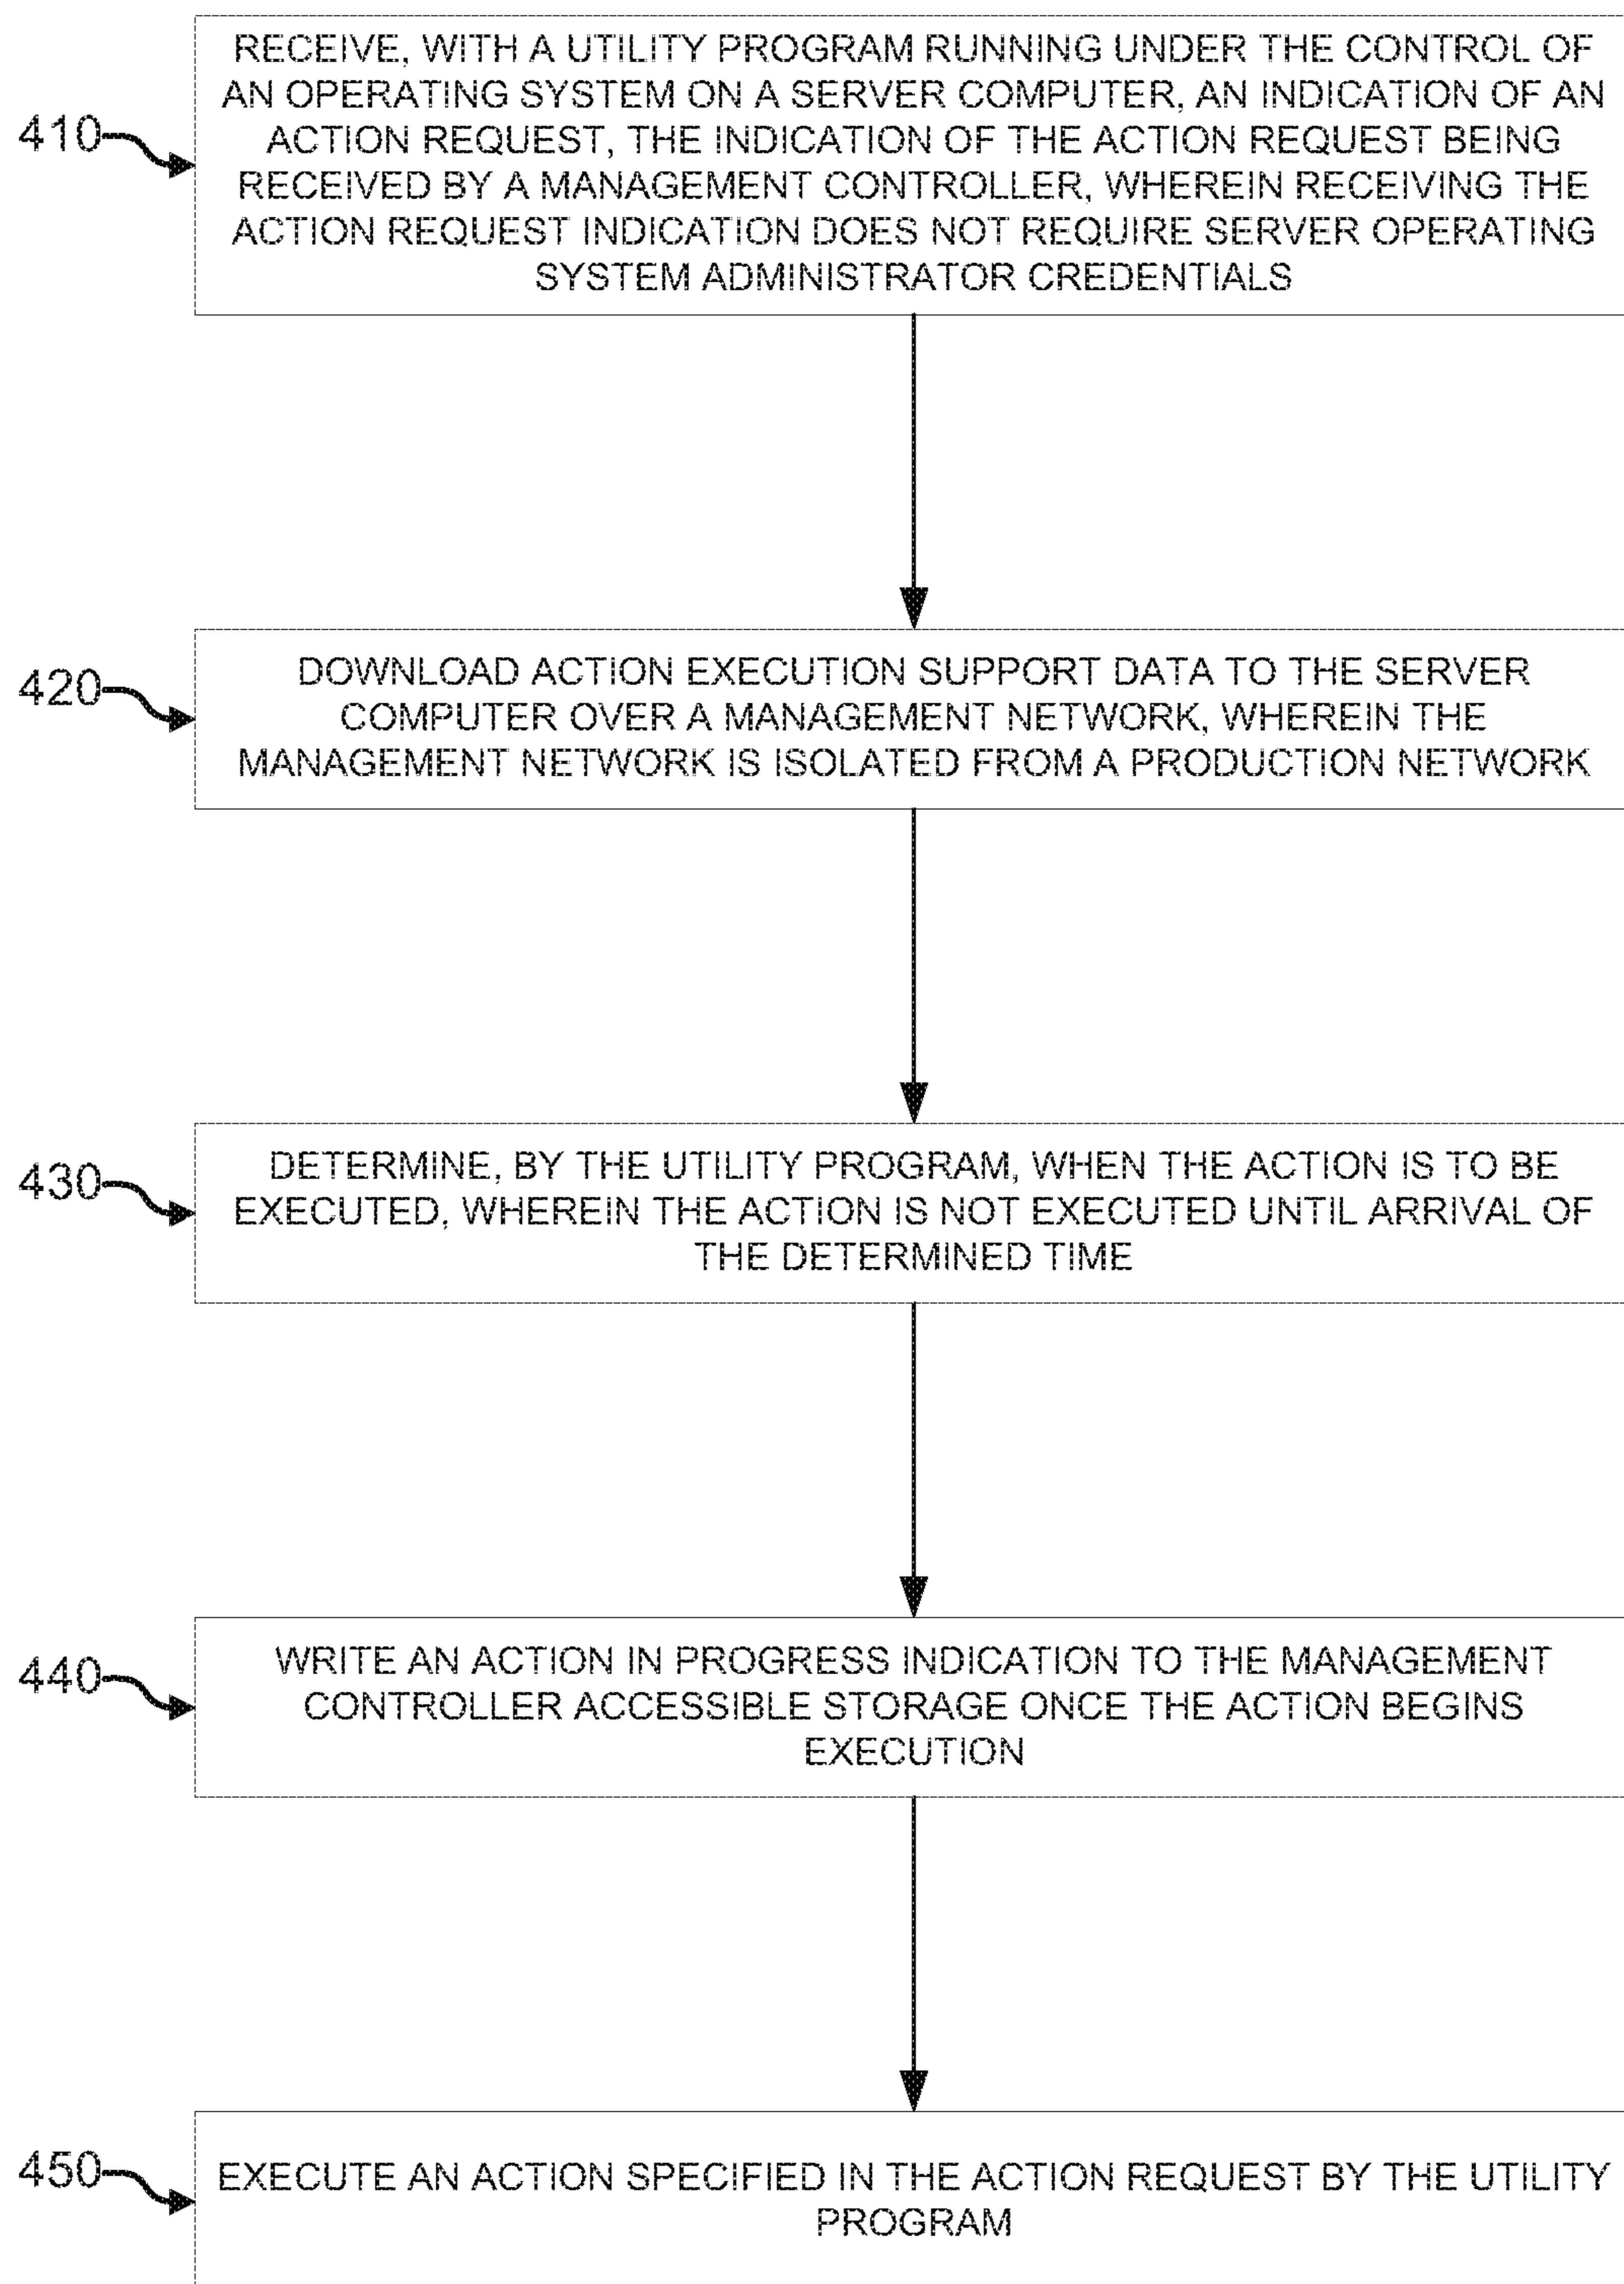 RECEIVE, WITH A UTILITY PROGRAM RUNNING UNDER THE CONTROL OF
AN OPERATING SYSTEM ON A SERVER COMPUTER, AN INDICATION OF AN
ACTION REQUEST, THE INDICATION OF THE ACTION REQUEST BEING
RECEIVED BY A MANAGEMENT CONTROLLER, WHEREIN RECEIVING THE
ACTION REQUEST INDICATION DOES NOT REQUIRE SERVER OPERATING
SYSTEM ADMINISTRATOR CREDENTIALS
410
DOWNLOAD ACTION EXECUTION SUPPORT DATA TO THE SERVER
COMPUTER OVER A MANAGEMENT NETWORK, WHEREIN THE
MANAGEMENT NETWORK IS ISOLATED FROM A PRODUCTION NETWORK
420
DETERMINE, BY THE UTILITY PROGRAM, WHEN THE ACTION IS TO BE
EXECUTED, WHEREIN THE ACTION IS NOT EXECUTED UNTIL ARRIVAL OF
THE DETERMINED TIME
430
WRITE AN ACTION IN PROGRESS INDICATION TO THE MANAGEMENT
CONTROLLER ACCESSIBLE STORAGE ONCE THE ACTION BEGINS
EXECUTION
440
EXECUTE AN ACTION SPECIFIED IN THE ACTION REQUEST BY THE UTILITY
PROGRAM
450